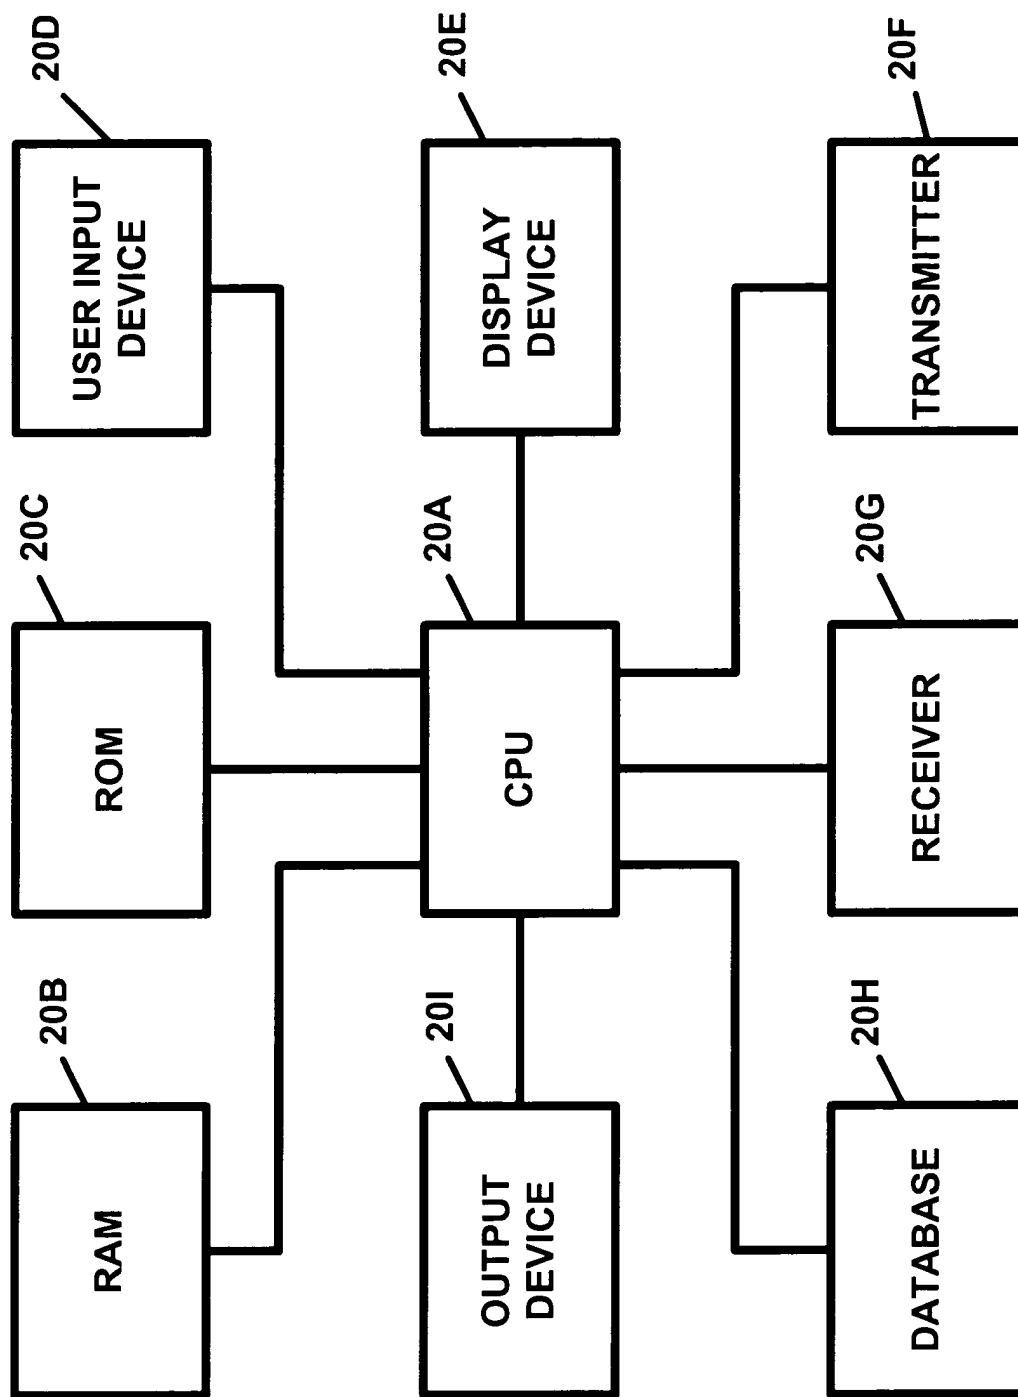 RAM
20B
ROM
20C
USER INPUT
DEVICE
20D
OUTPUT
DEVICE
20I
CPU
20A
DISPLAY
DEVICE
20E
DATABASE
20H
RECEIVER
20G
TRANSMITTER
20F